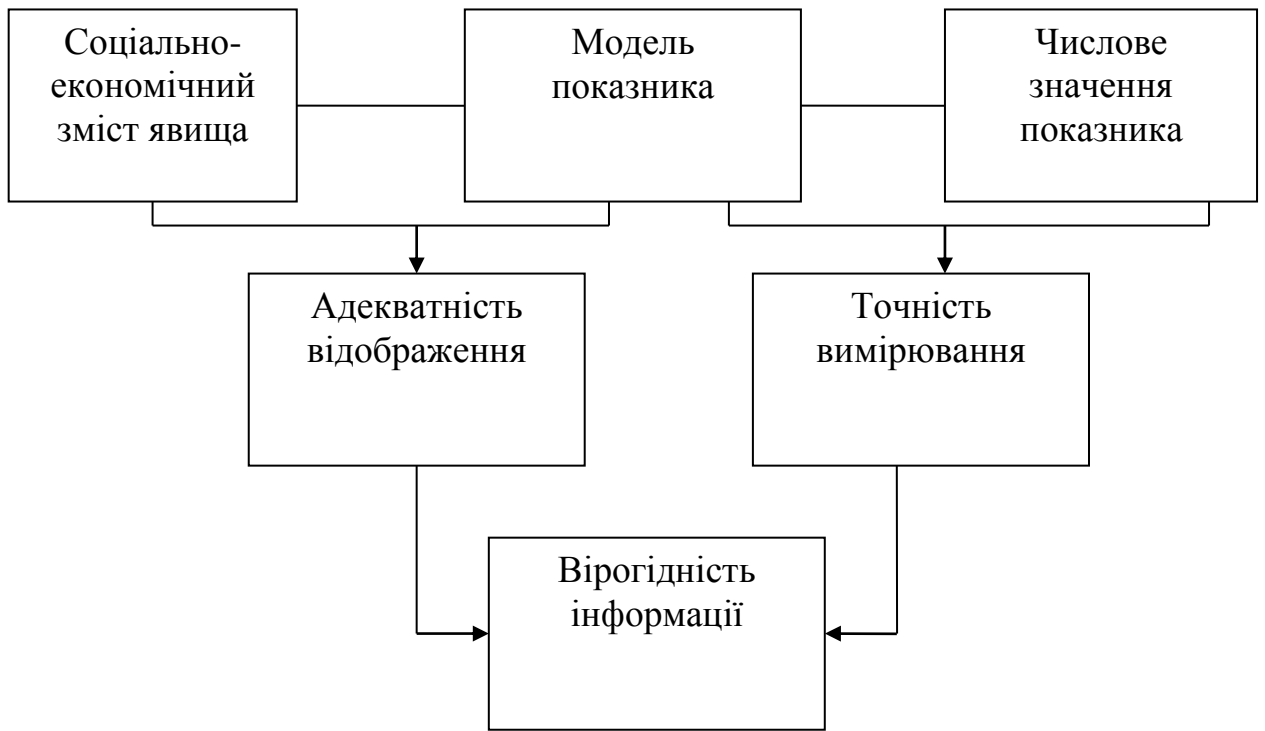 Соціально-
економічний
зміст явища
Модель
показника
Числове
значення
показника
Адекватність
відображення
Точність
вимірювання
Вірогідність
інформації